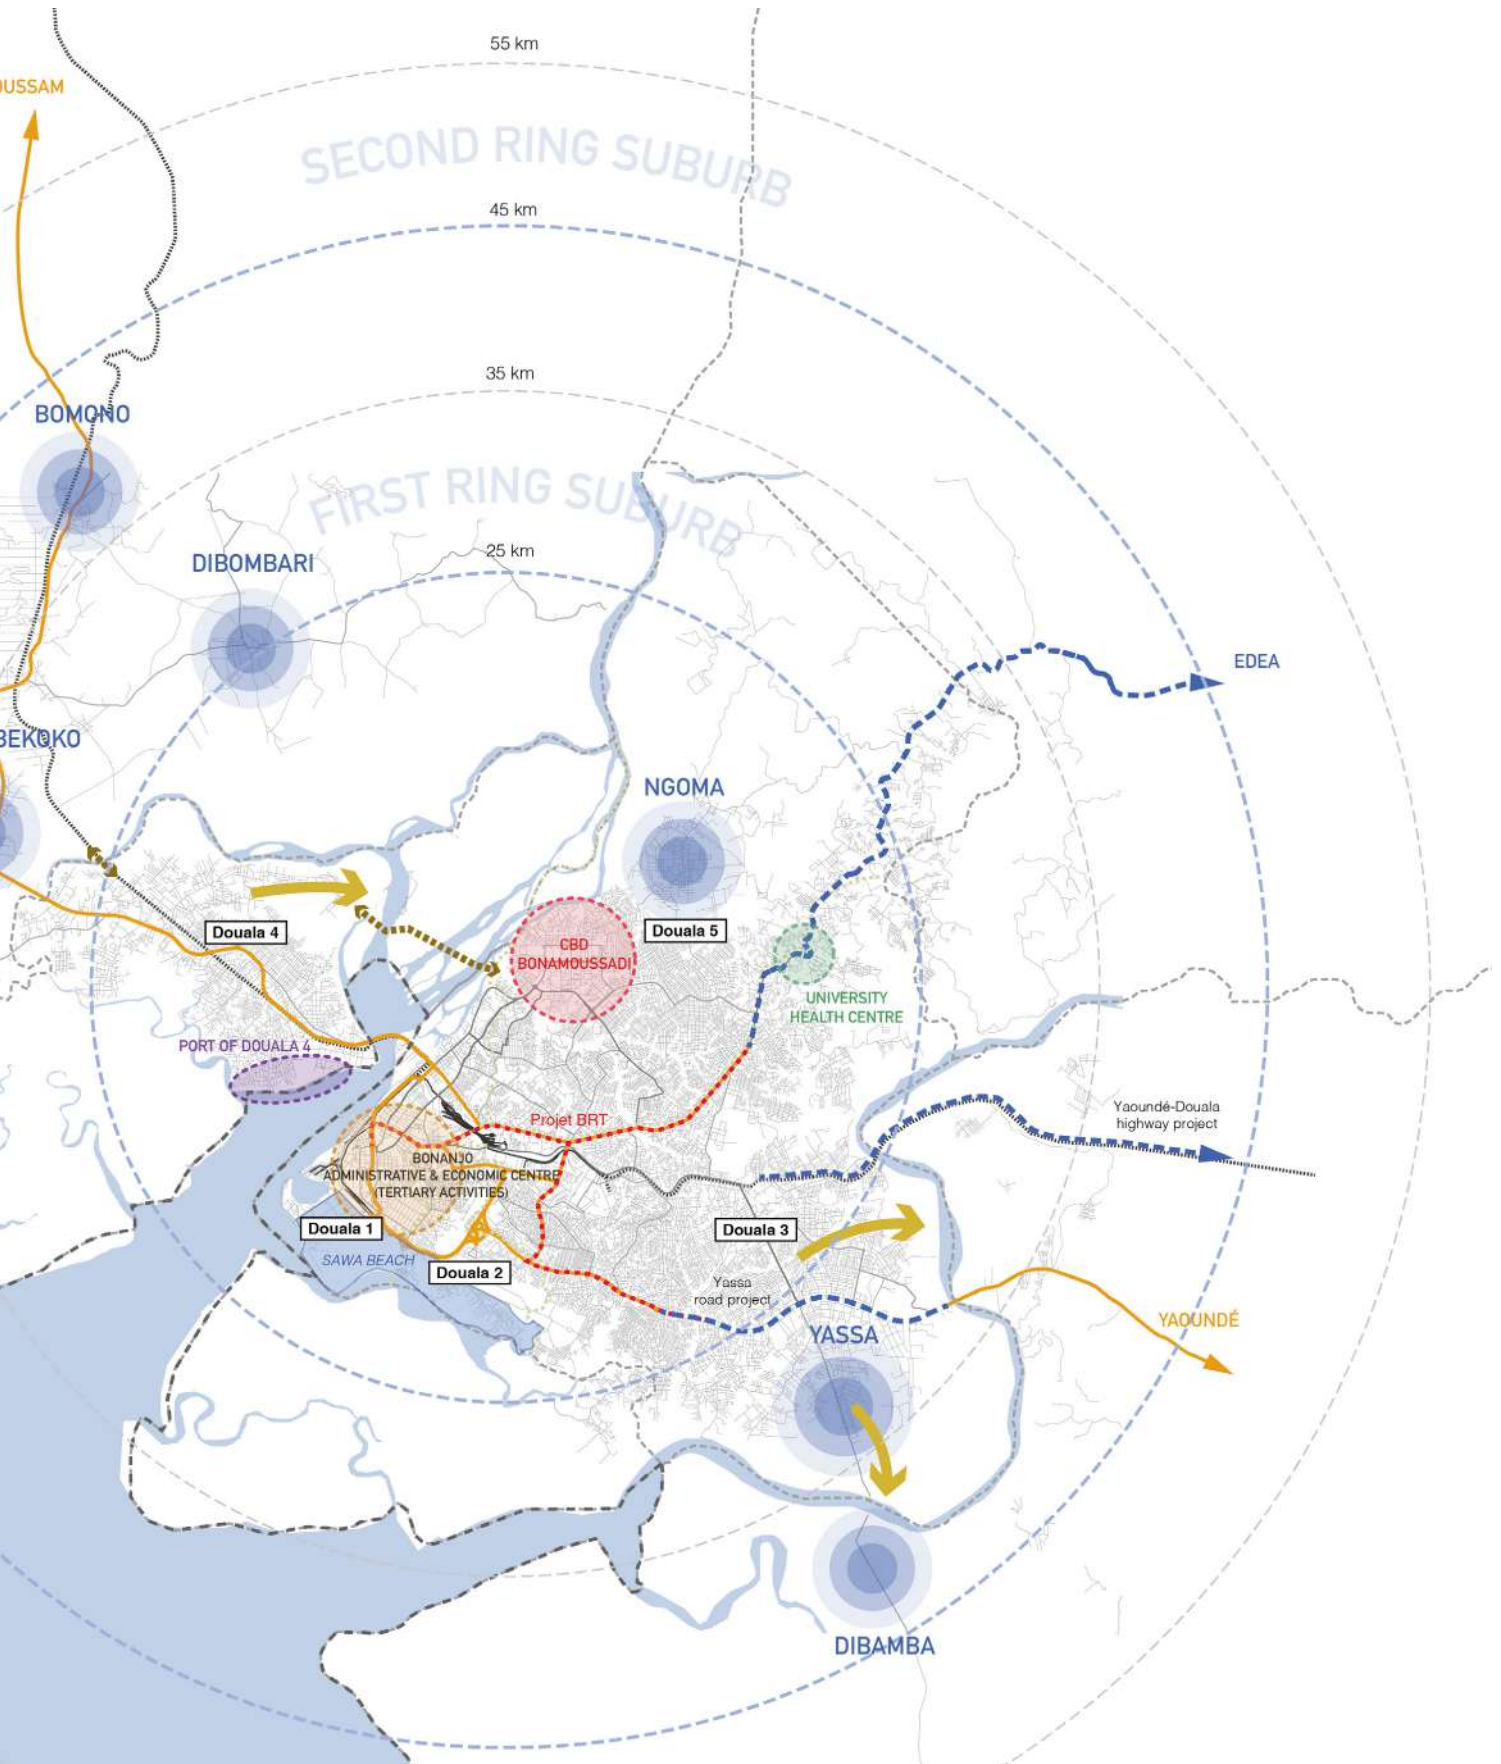 55 km
OUSSAM
SECOND RING SUBURB
45 km
35 km
BOMONO
FIRST RING SUBURB
25 km
DIBOMBARI
EDEA
BEKOKO
NGOMA
Douala 4
Douala 5
CBD
BONAMOUSSADI
UNIVERSITY
HEALTH CENTRE
PORT OF DOUALA 4
Projet BRT
Yaoundé-Douala
highway project
BONANJO
ADMINISTRATIVE & ECONOMIC CENTRE
(TERTIARY ACTIVITIES)
Douala 1
Douala 3
SAWA BEACH
Douala 2
Yassa
road project
YAOUNDÉ
YASSA
DIBAMBA